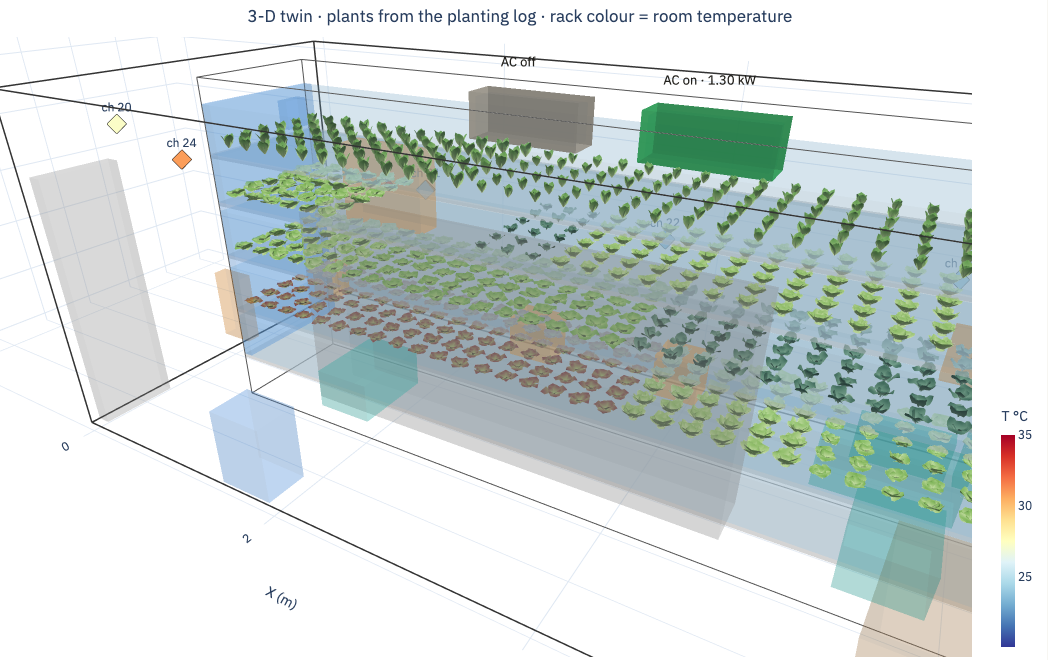 3-D twin · plants from the planting log · rack colour = room temperature
AC off
AC on · 1.30 kW
ch 20
ch 24
ch 22
ch
0
2
X (m)
T °C
35
30
25